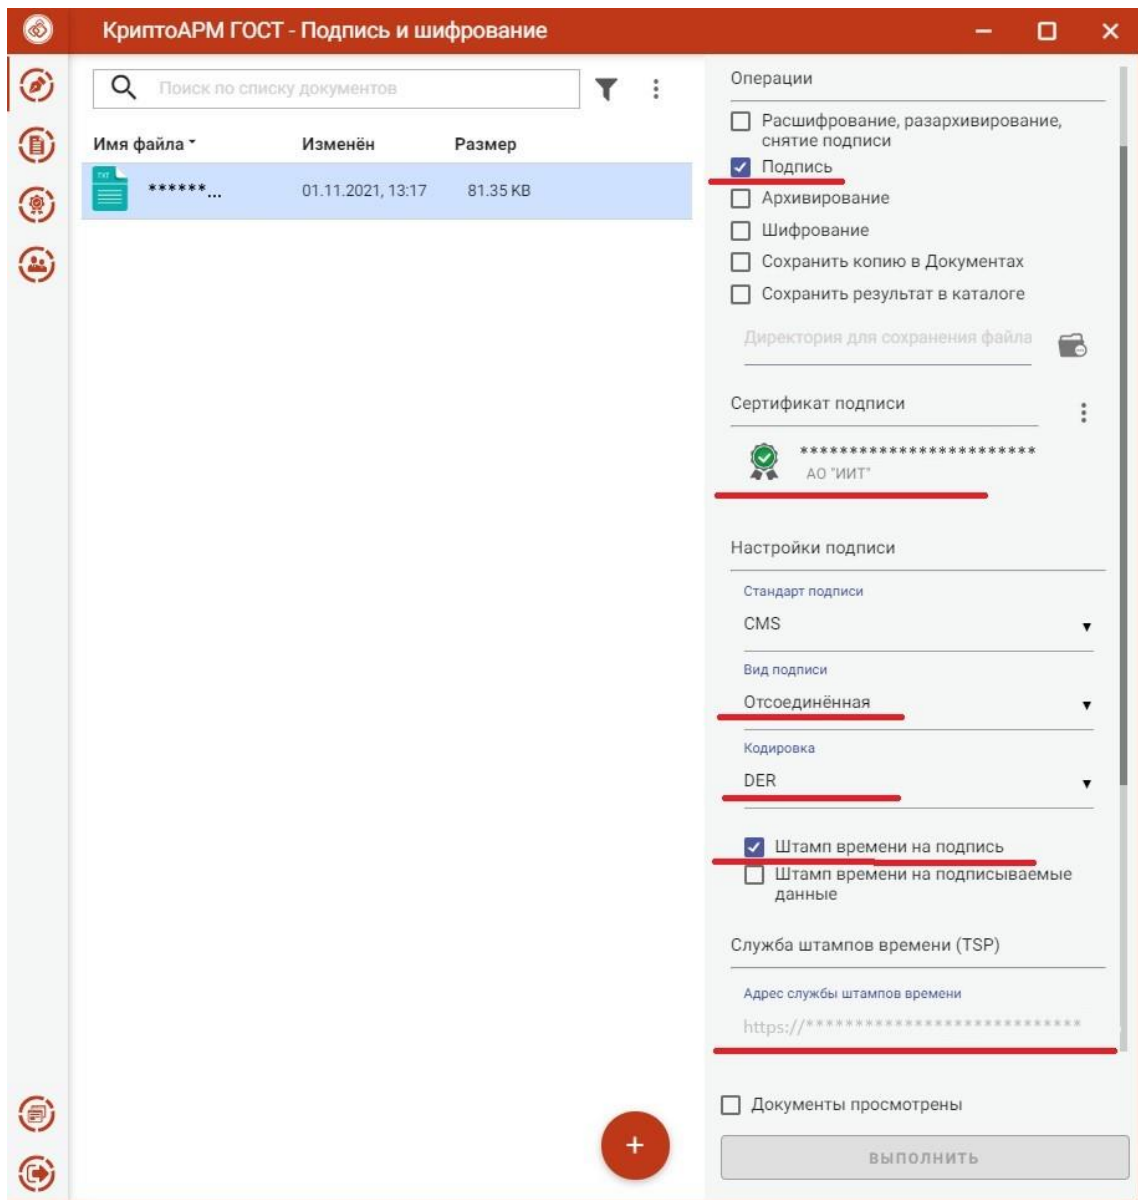 КриптоАРМ ГОСТ - Подпись и шифрование
Поиск по списку документов
Имя файла Изменён Размер
TXT ******... 01.11.2021, 13:17 81.35 KB
Операции
Расшифрование, разархивирование,
снятие подписи
Подпись
Архивирование
Шифрование
Сохранить копию в Документах
Сохранить результат в каталоге
Директория для сохранения файла
Сертификат подписи
************************
АО "ИИТ"
Настройки подписи
Стандарт подписи
CMS
Вид подписи
Отсоединённая
Кодировка
DER
Штамп времени на подпись
Штамп времени на подписываемые
данные
Служба штампов времени (TSP)
Адрес службы штампов времени
https://****************************
Документы просмотрены
ВЫПОЛНИТЬ